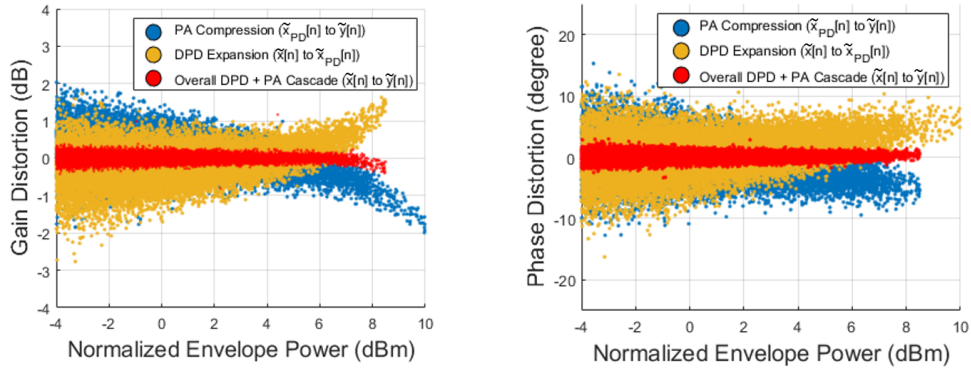 PA Compression (x̃PD[n] to ỹ[n])
DPD Expansion (x̃[n] to x̃PD[n])
Overall DPD + PA Cascade (x̃[n] to ỹ[n])
4
3
2
1
0
-1
-2
-3
-4
-4 -2 0 2 4 6 8 10
Gain Distortion (dB)
Normalized Envelope Power (dBm)
PA Compression (x̃PD[n] to ỹ[n])
DPD Expansion (x̃[n] to x̃PD[n])
Overall DPD + PA Cascade (x̃[n] to ỹ[n])
20
10
0
-10
-20
-4 -2 0 2 4 6 8 10
Phase Distortion (degree)
Normalized Envelope Power (dBm)